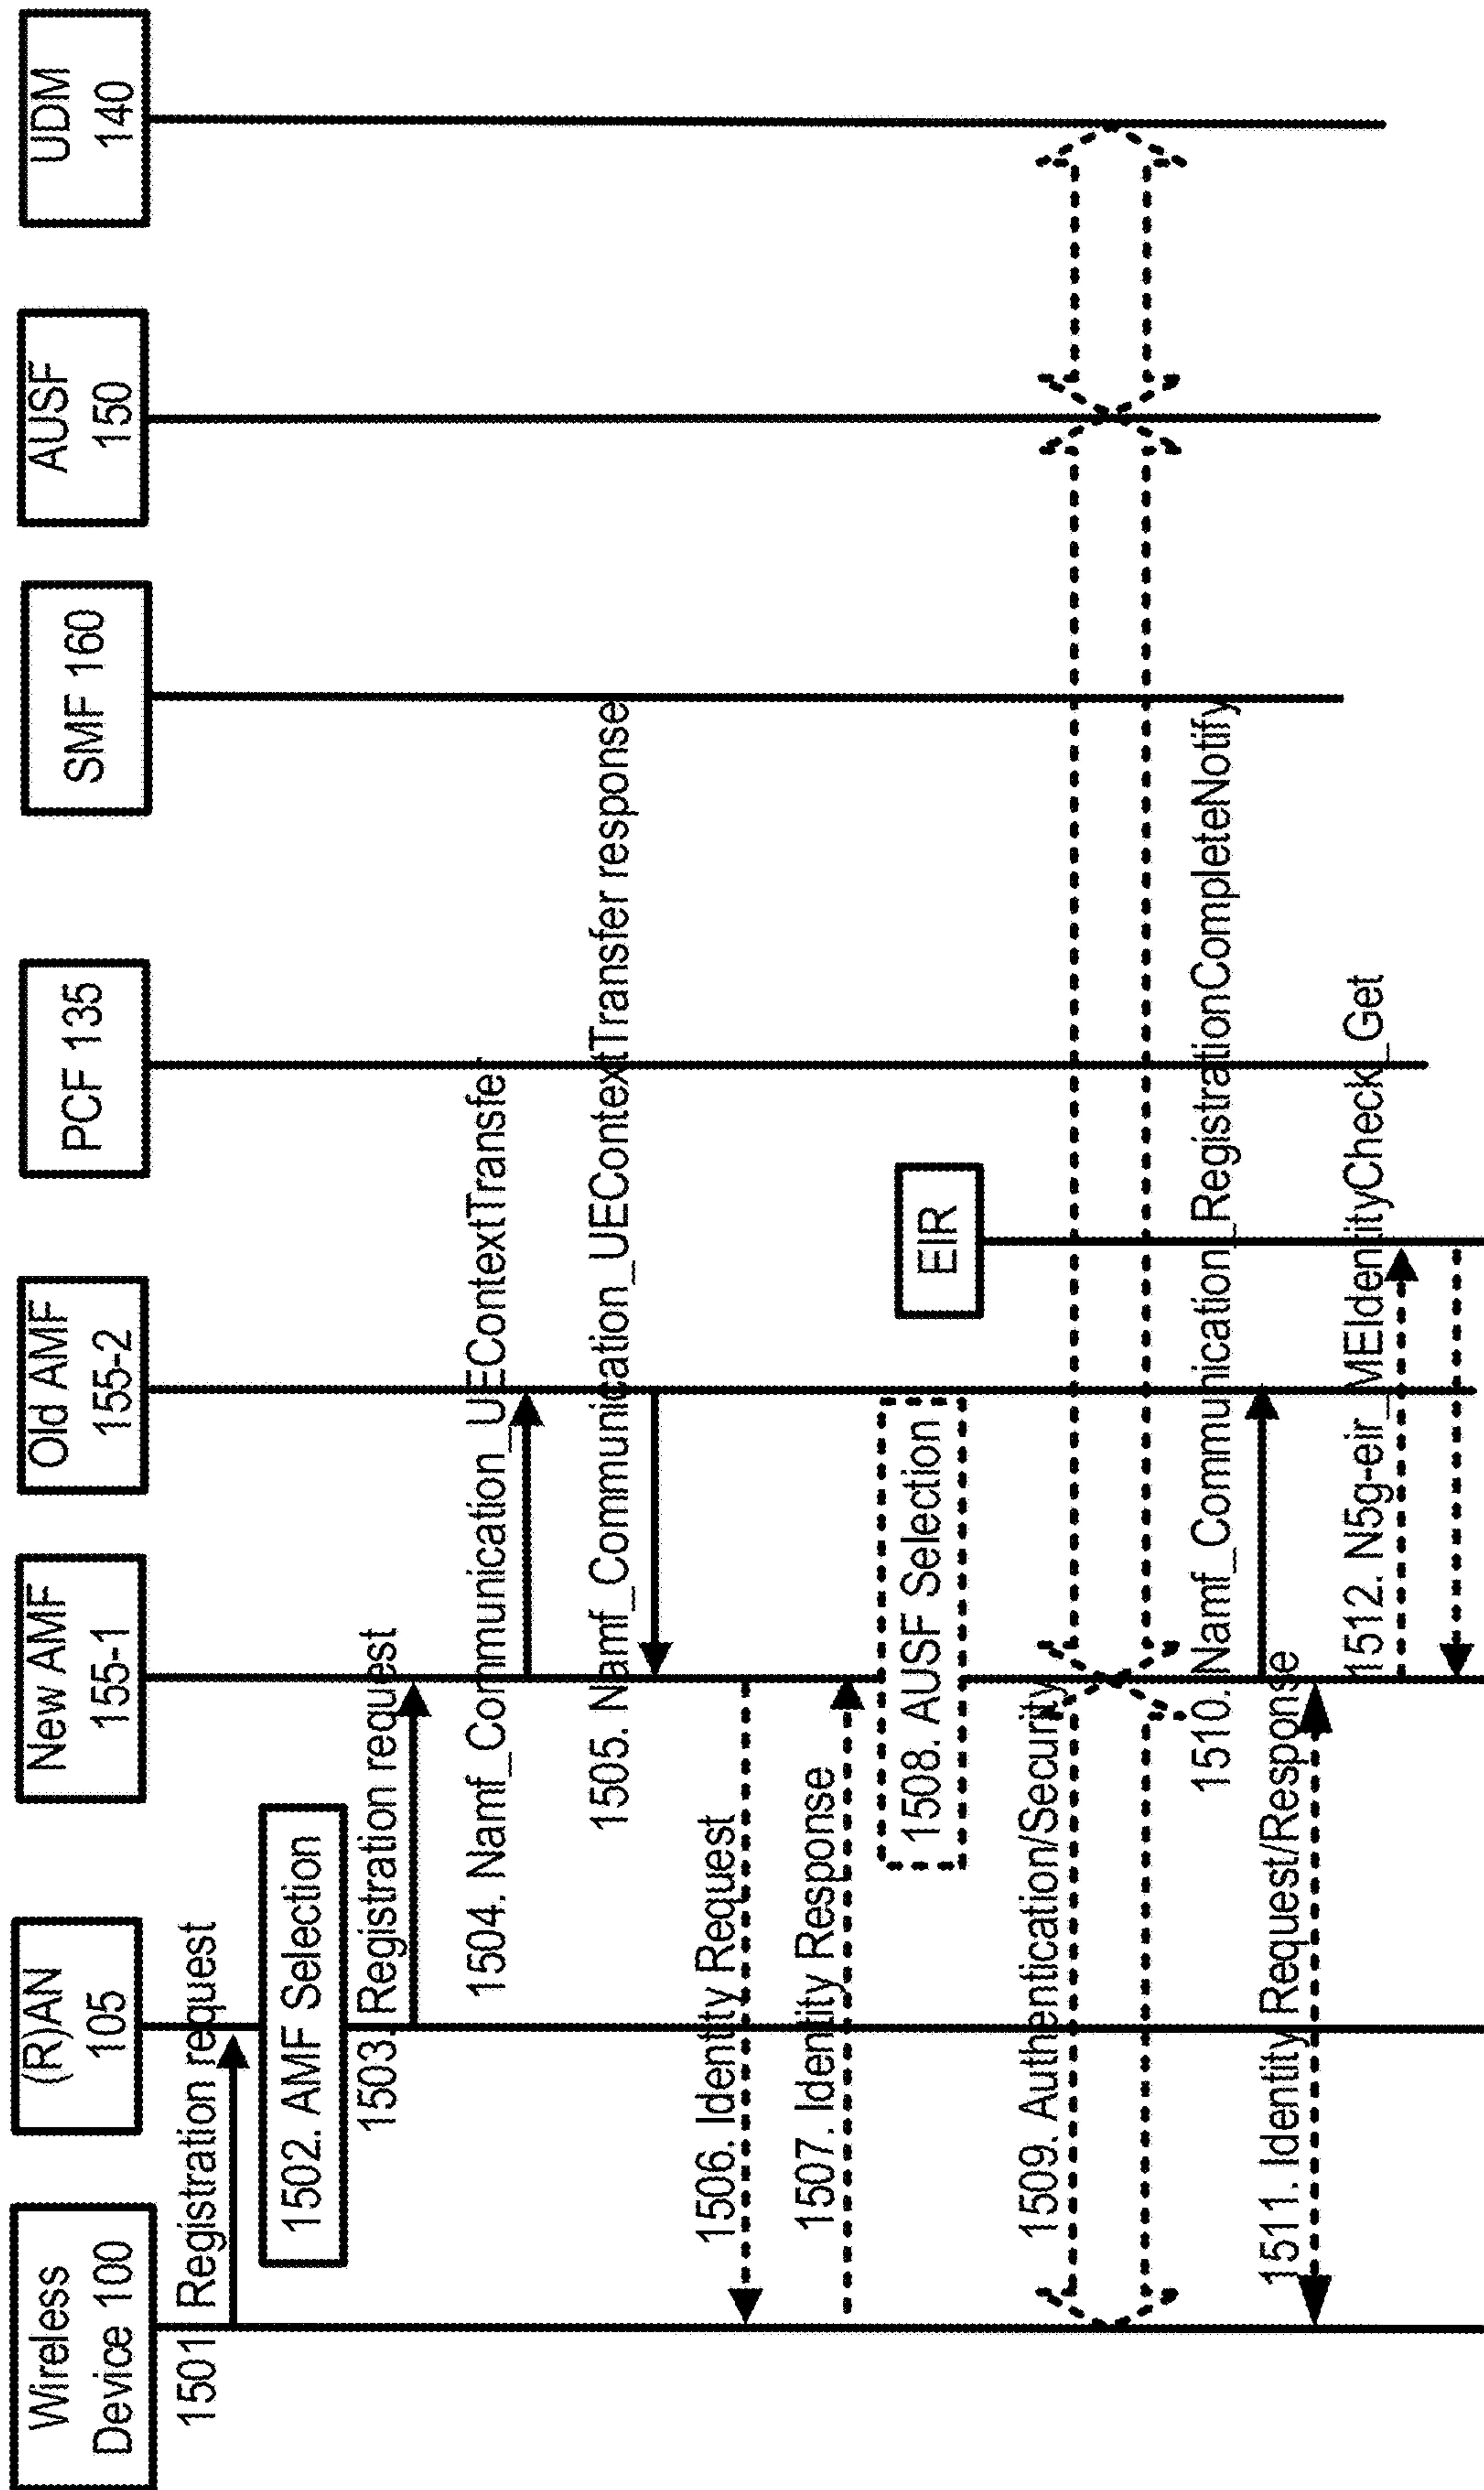 Wireless
Device 100
(R)AN
105
New AMF
155-1
Old AMF
155-2
PCF 135
SMF 160
AUSF
150
UDM
140
1501 Registration request
1502. AMF Selection
1503. Registration request
1504. Namf_Communication_UEContextTransfe
1505. Namf_Communication_UEContextTransfer response
1506. Identity Request
1507. Identity Response
1508. AUSF Selection
EIR
1509. Authentication/Security
1510. Namf_Communication_RegistrationCompleteNotify
1511. Identity Request/Response
1512. N5g-eir_MEIdentityCheck_Get